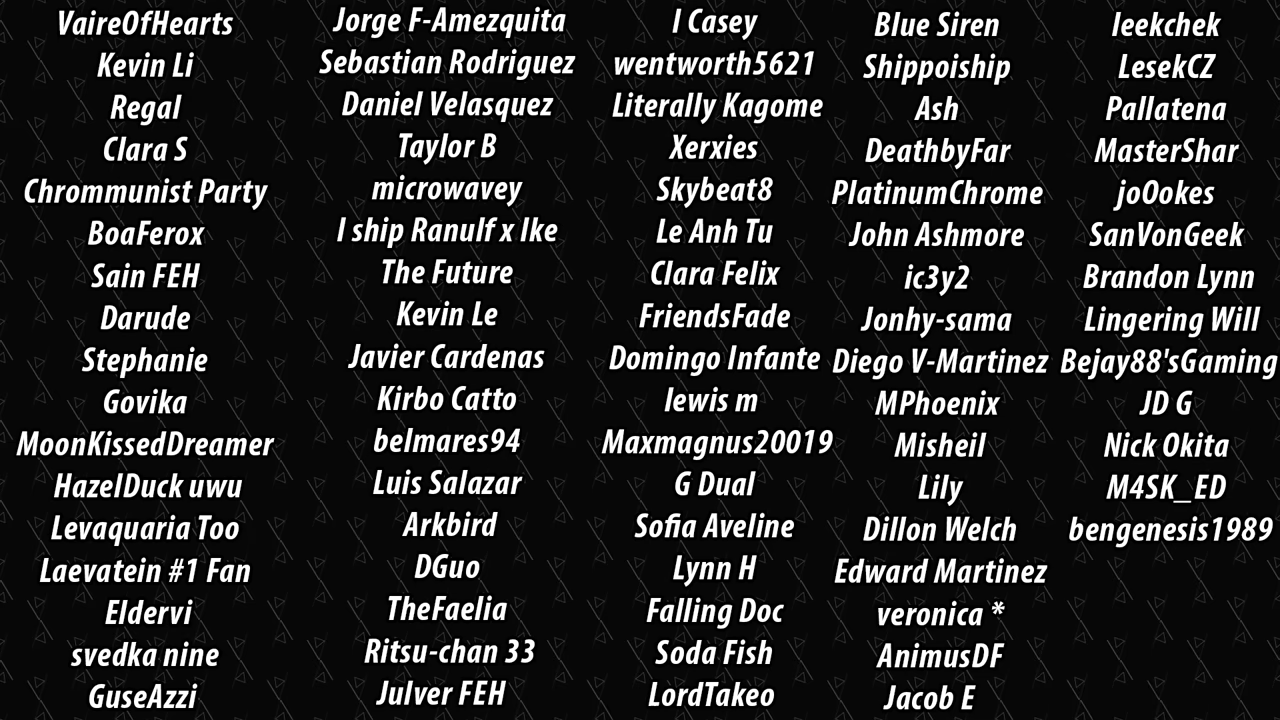 VaireOfHearts
Kevin Li
Regal
Clara S
Chrommunist Party
BoaFerox
Sain FEH
Darude
Stephanie
Govika
MoonKissedDreamer
HazelDuck uwu
Levaquaria Too
Laevatein #1 Fan
Eldervi
svedka nine
GuseAzzi
Jorge F-Amezquita
Sebastian Rodriguez
Daniel Velasquez
Taylor B
microwavey
I ship Ranulf x Ike
The Future
Kevin Le
Javier Cardenas
Kirbo Catto
belmares94
Luis Salazar
Arkbird
DGuo
TheFaelia
Ritsu-chan 33
Julver FEH
I Casey
wentworth5621
Literally Kagome
Xerxies
Skybeat8
Le Anh Tu
Clara Felix
FriendsFade
Domingo Infante
lewis m
Maxmagnus20019
G Dual
Sofia Aveline
Lynn H
Falling Doc
Soda Fish
LordTakeo
Blue Siren
Shippoiship
Ash
DeathbyFar
PlatinumChrome
John Ashmore
ic3y2
Jonhy-sama
Diego V-Martinez
MPhoenix
Misheil
Lily
Dillon Welch
Edward Martinez
veronica *
AnimusDF
Jacob E
leekchek
LesekCZ
Pallatena
MasterShar
joOokes
SanVonGeek
Brandon Lynn
Lingering Will
Bejay88'sGaming
JD G
Nick Okita
M4SK_ED
bengenesis1989